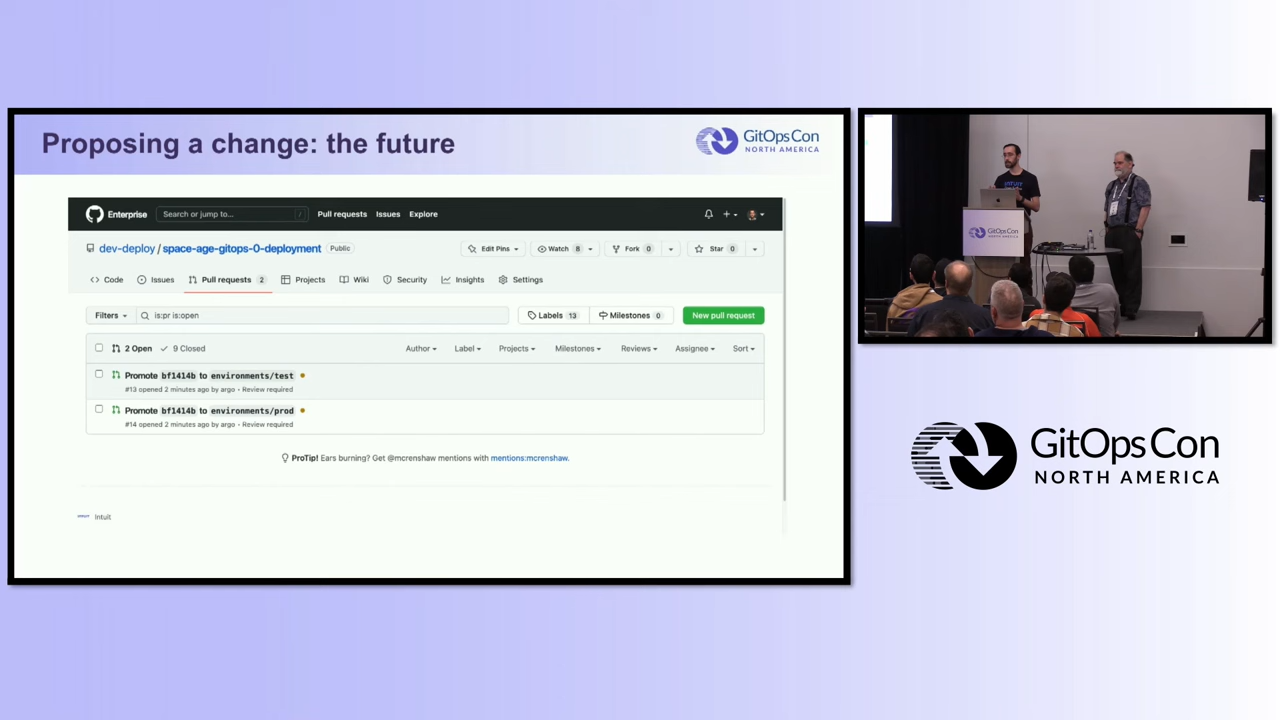 Proposing a change: the future
GitOpsCon
NORTH AMERICA
Enterprise Search or jump to... / Pull requests Issues Explore
dev-deploy / space-age-gitops-0-deployment Public Edit Pins Watch 8 Fork 0 Star 0
Code Issues Pull requests 2 Projects Wiki Security Insights Settings
Filters is:pr is:open Labels 13 Milestones 0 New pull request
2 Open 9 Closed Author Label Projects Milestones Reviews Assignee Sort
Promote bf1414b to environments/test
#13 opened 2 minutes ago by argo • Review required
Promote bf1414b to environments/prod
#14 opened 2 minutes ago by argo • Review required
ProTip! Ears burning? Get @mcrenshaw mentions with mentions:mcrenshaw.
Intuit
GitOpsCon
GitOpsCon
NORTH AMERICA